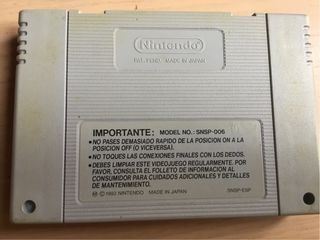 Nintendo
PAT. PEND. MADE IN JAPAN
IMPORTANTE: MODEL NO.: SNSP-006
• NO PASES DEMASIADO RAPIDO DE LA POSICION ON A LA
POSICION OFF (O VICEVERSA).
• NO TOQUES LAS CONEXIONES FINALES CON LOS DEDOS.
• DEBES LIMPIAR ESTE VIDEOJUEGO REGULARMENTE. POR
FAVOR, CONSULTA EL FOLLETO DE INFORMACION AL
CONSUMIDOR PARA CUIDADOS ADICIONALES Y DETALLES
DE MANTENIMIENTO.
© 1992 NINTENDO MADE IN JAPAN SNSP-ESP